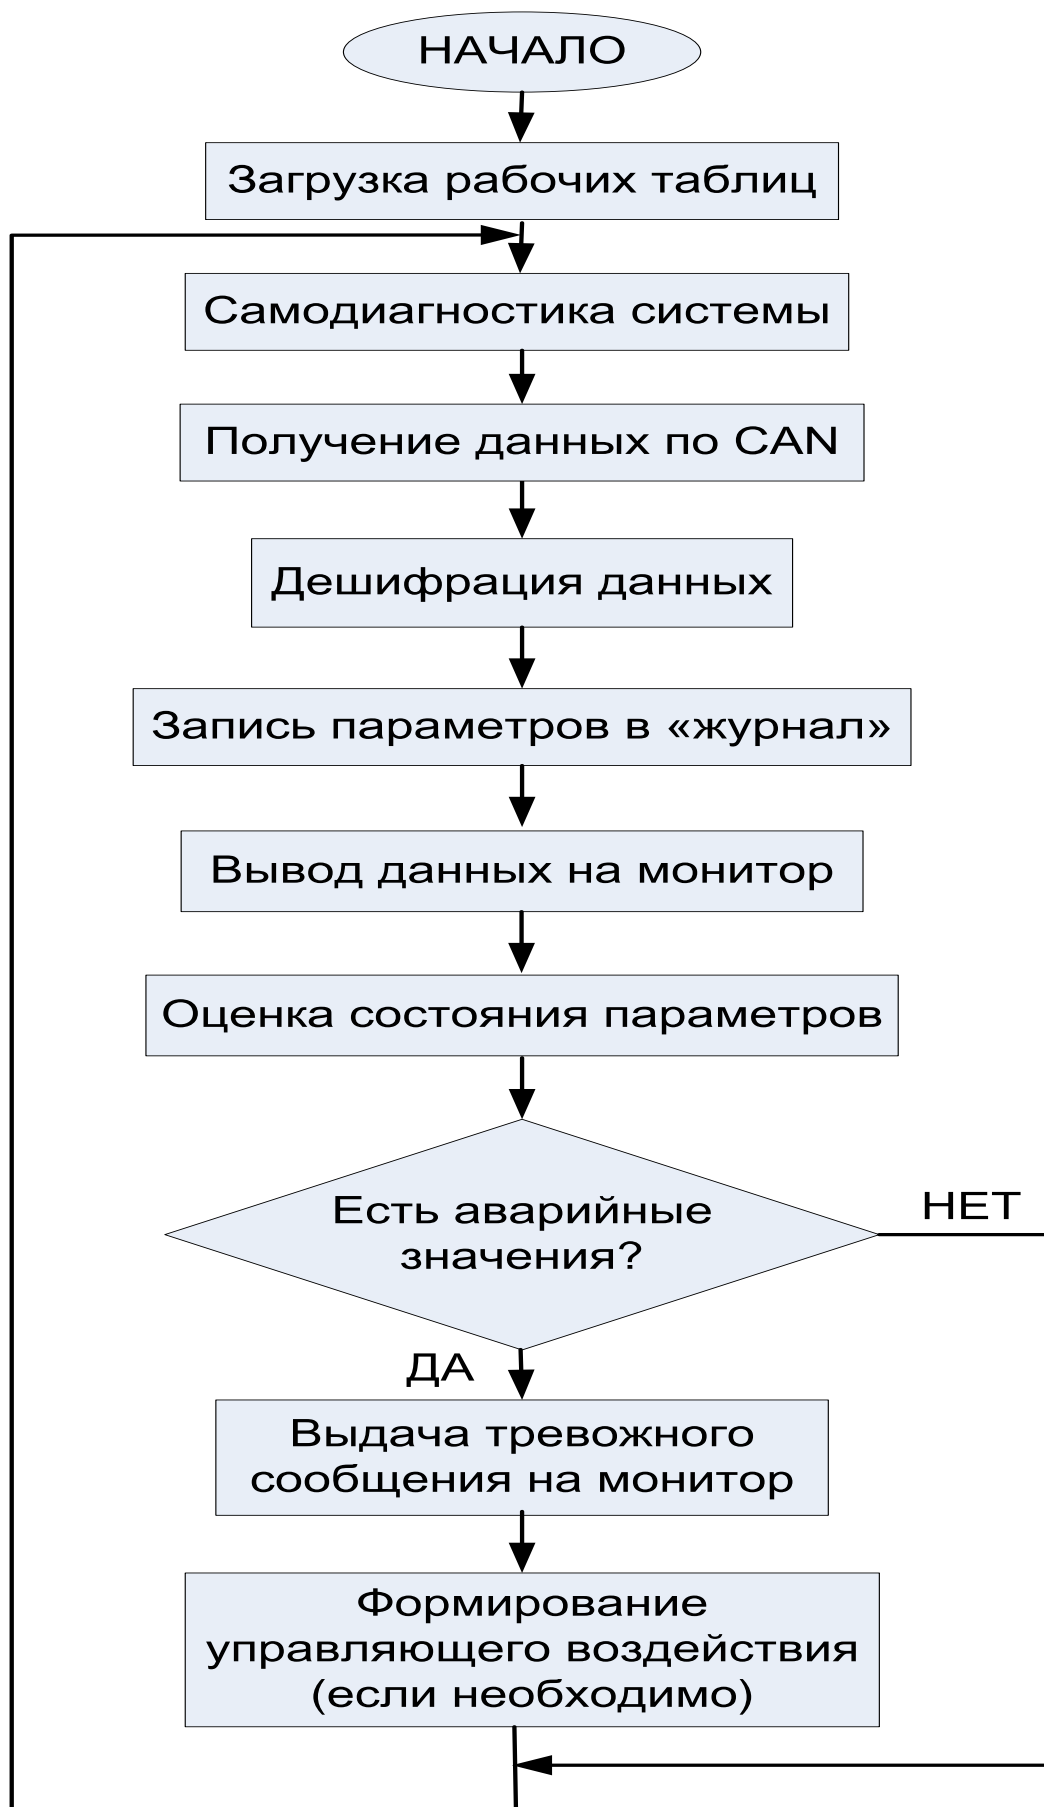 НАЧАЛО
Загрузка рабочих таблиц
Самодиагностика системы
Получение данных по CAN
Дешифрация данных
Запись параметров в «журнал»
Вывод данных на монитор
Оценка состояния параметров
Есть аварийные
значения?
НЕТ
ДА
Выдача тревожного
сообщения на монитор
Формирование
управляющего воздействия
(если необходимо)